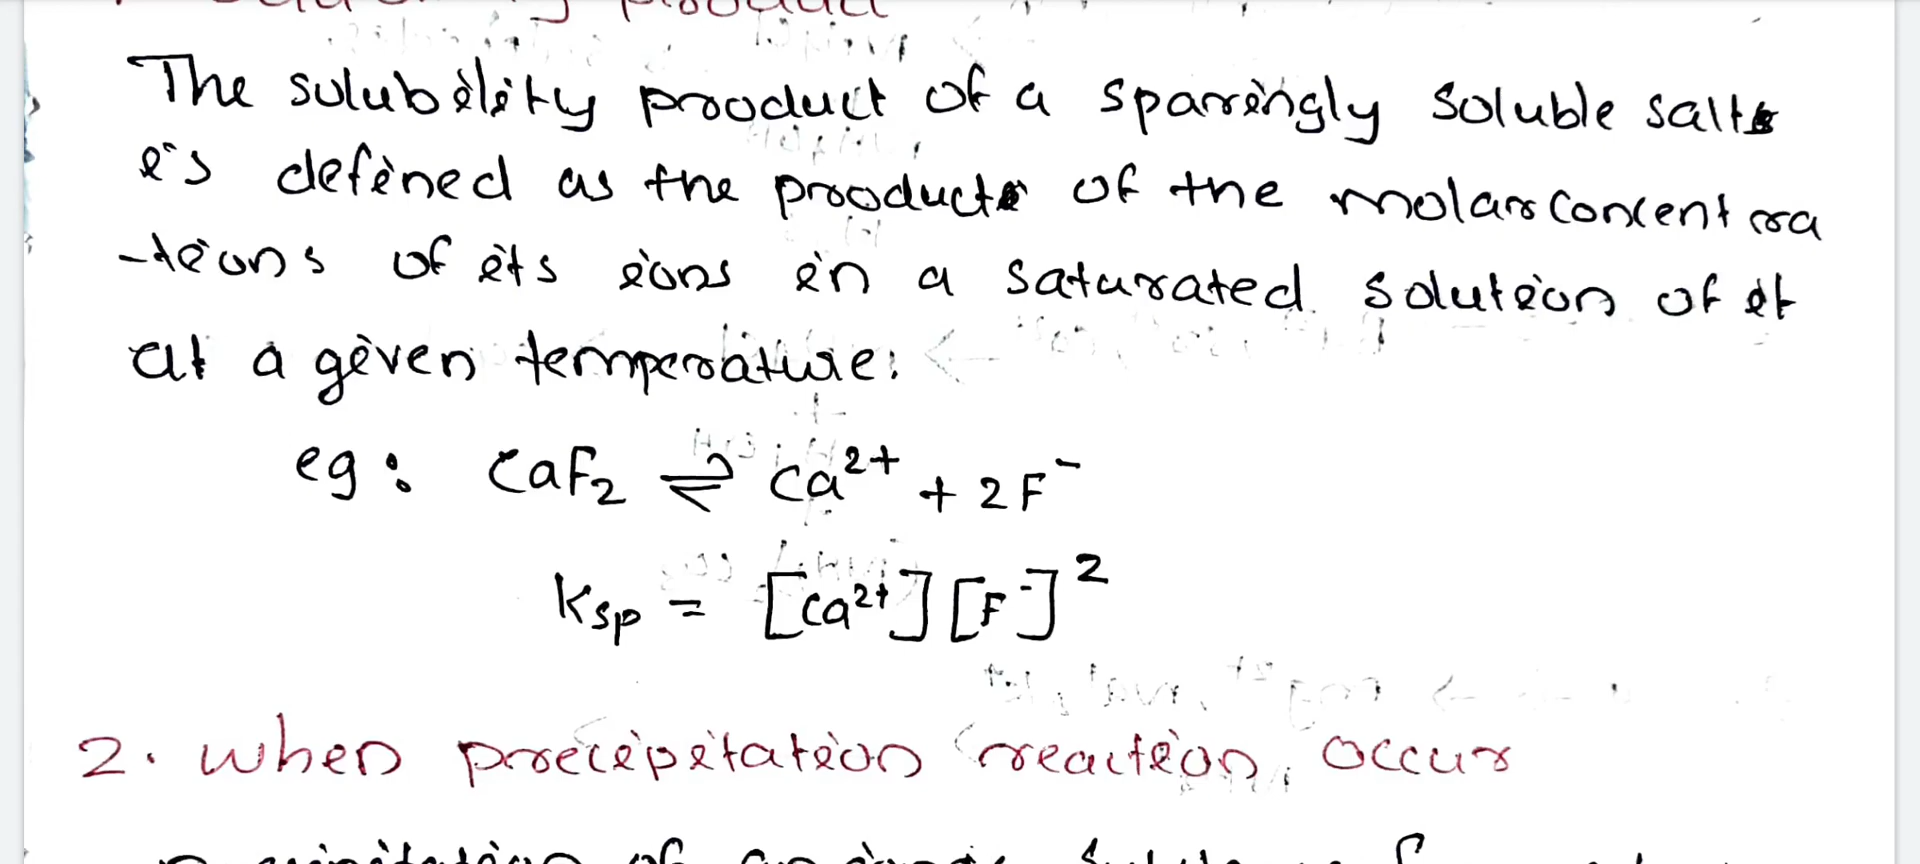 product
The solubility product of a sparingly soluble salt
is defined as the product of the molar concentra
-tions of its ions in a saturated solution of it
at a given temperature.
eg: CaF₂ ⇌ Ca²⁺ + 2F⁻
Ksp = [Ca²⁺][F⁻]²
2. When precipitation reaction occur